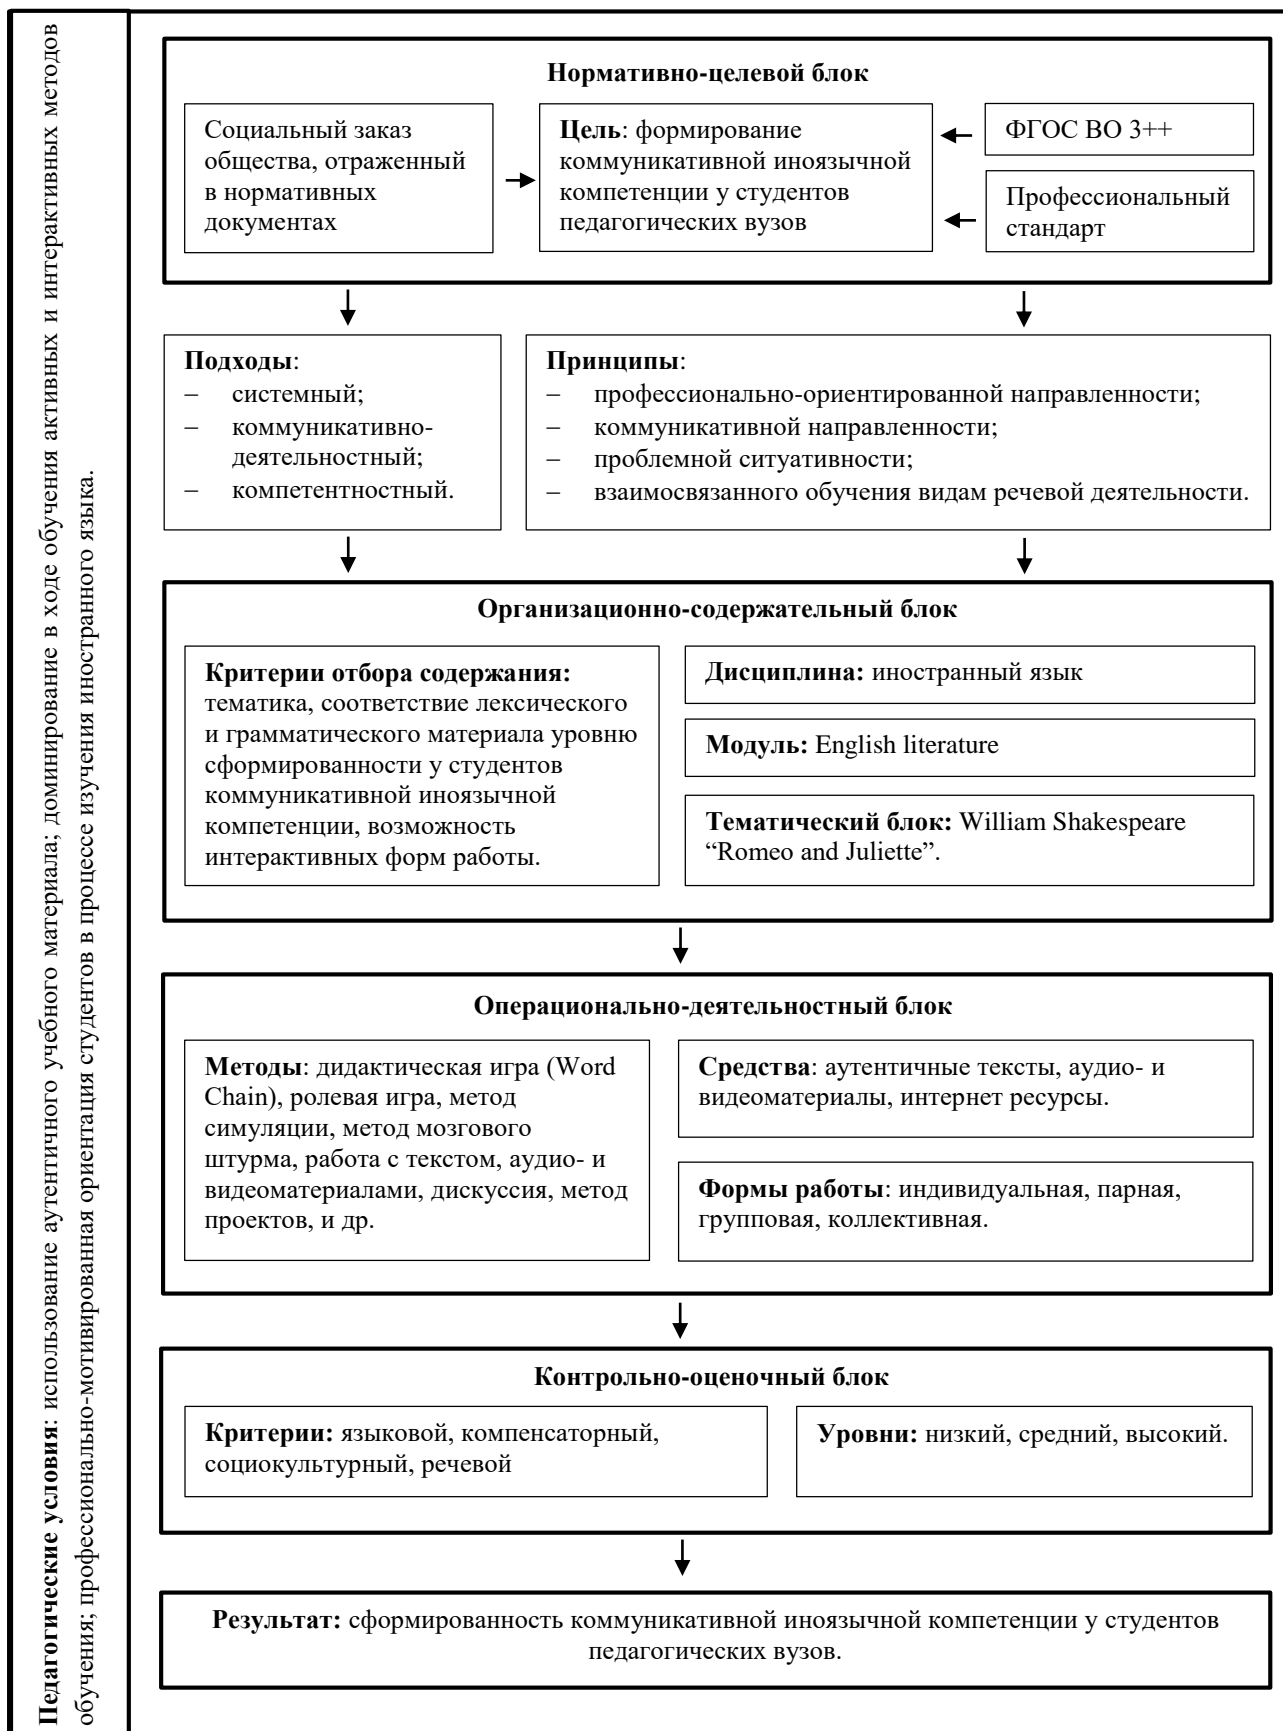 Педагогические условия: использование аутентичного учебного материала; доминирование в ходе обучения активных и интерактивных методов
обучения; профессионально-мотивированная ориентация студентов в процессе изучения иностранного языка.
Нормативно-целевой блок
Социальный заказ
общества, отраженный
в нормативных
документах
Цель: формирование
коммуникативной иноязычной
компетенции у студентов
педагогических вузов
ФГОС ВО 3++
Профессиональный
стандарт
Подходы:
– системный;
– коммуникативно-
деятельностный;
– компетентностный.
Принципы:
– профессионально-ориентированной направленности;
– коммуникативной направленности;
– проблемной ситуативности;
– взаимосвязанного обучения видам речевой деятельности.
Организационно-содержательный блок
Критерии отбора содержания:
тематика, соответствие лексического
и грамматического материала уровню
сформированности у студентов
коммуникативной иноязычной
компетенции, возможность
интерактивных форм работы.
Дисциплина: иностранный язык
Модуль: English literature
Тематический блок: William Shakespeare
“Romeo and Juliette”.
Операционально-деятельностный блок
Методы: дидактическая игра (Word
Chain), ролевая игра, метод
симуляции, метод мозгового
штурма, работа с текстом, аудио- и
видеоматериалами, дискуссия, метод
проектов, и др.
Средства: аутентичные тексты, аудио- и
видеоматериалы, интернет ресурсы.
Формы работы: индивидуальная, парная,
групповая, коллективная.
Контрольно-оценочный блок
Критерии: языковой, компенсаторный,
социокультурный, речевой
Уровни: низкий, средний, высокий.
Результат: сформированность коммуникативной иноязычной компетенции у студентов
педагогических вузов.